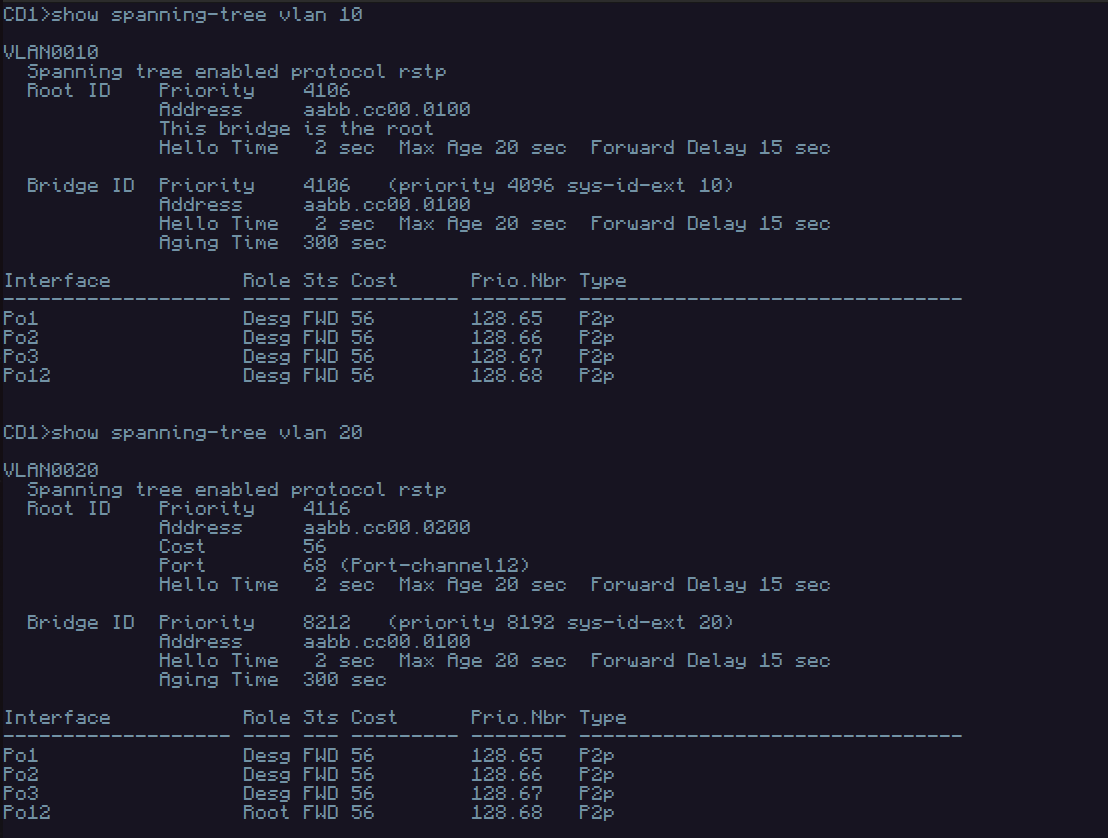 CD1>show spanning-tree vlan 10

VLAN0010
  Spanning tree enabled protocol rstp
  Root ID    Priority    4106
             Address     aabb.cc00.0100
             This bridge is the root
             Hello Time   2 sec  Max Age 20 sec  Forward Delay 15 sec

  Bridge ID  Priority    4106   (priority 4096 sys-id-ext 10)
             Address     aabb.cc00.0100
             Hello Time   2 sec  Max Age 20 sec  Forward Delay 15 sec
             Aging Time  300 sec

Interface           Role Sts Cost      Prio.Nbr Type
------------------- ---- --- --------- -------- --------------------------------
Po1                 Desg FWD 56        128.65   P2p
Po2                 Desg FWD 56        128.66   P2p
Po3                 Desg FWD 56        128.67   P2p
Po12                Desg FWD 56        128.68   P2p

CD1>show spanning-tree vlan 20

VLAN0020
  Spanning tree enabled protocol rstp
  Root ID    Priority    4116
             Address     aabb.cc00.0200
             Cost        56
             Port        68 (Port-channel12)
             Hello Time   2 sec  Max Age 20 sec  Forward Delay 15 sec

  Bridge ID  Priority    8212   (priority 8192 sys-id-ext 20)
             Address     aabb.cc00.0100
             Hello Time   2 sec  Max Age 20 sec  Forward Delay 15 sec
             Aging Time  300 sec

Interface           Role Sts Cost      Prio.Nbr Type
------------------- ---- --- --------- -------- --------------------------------
Po1                 Desg FWD 56        128.65   P2p
Po2                 Desg FWD 56        128.66   P2p
Po3                 Desg FWD 56        128.67   P2p
Po12                Root FWD 56        128.68   P2p